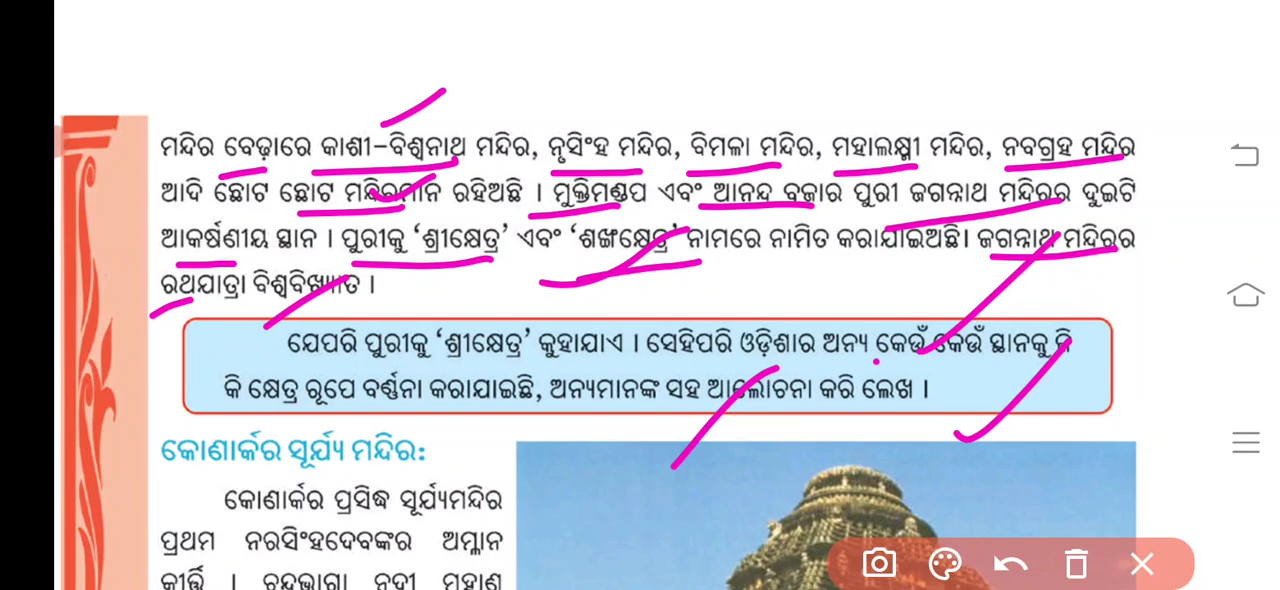 ମନ୍ଦିର ବେଢ଼ାରେ କାଶୀ-ବିଶ୍ୱନାଥ ମନ୍ଦିର, ନୃସିଂହ ମନ୍ଦିର, ବିମଳା ମନ୍ଦିର, ମହାଲକ୍ଷ୍ମୀ ମନ୍ଦିର, ନବଗ୍ରହ ମନ୍ଦିର
ଆଦି ଛୋଟ ଛୋଟ ମନ୍ଦିରମାନ ରହିଅଛି । ମୁକ୍ତିମଣ୍ଡପ ଏବଂ ଆନନ୍ଦ ବଜାର ପୁରୀ ଜଗନ୍ନାଥ ମନ୍ଦିରର ଦୁଇଟି
ଆକର୍ଷଣୀୟ ସ୍ଥାନ । ପୁରୀକୁ ‘ଶ୍ରୀକ୍ଷେତ୍ର’ ଏବଂ ‘ଶଙ୍ଖକ୍ଷେତ୍ର’ ନାମରେ ନାମିତ କରାଯାଇଅଛି। ଜଗନ୍ନାଥ ମନ୍ଦିରର
ରଥଯାତ୍ରା ବିଶ୍ୱବିଖ୍ୟାତ ।
ଯେପରି ପୁରୀକୁ ‘ଶ୍ରୀକ୍ଷେତ୍ର’ କୁହାଯାଏ । ସେହିପରି ଓଡ଼ିଶାର ଅନ୍ୟ କେଉଁ କେଉଁ ସ୍ଥାନକୁ କି
କି କ୍ଷେତ୍ର ରୂପେ ବର୍ଣ୍ଣନା କରାଯାଇଛି, ଅନ୍ୟମାନଙ୍କ ସହ ଆଲୋଚନା କରି ଲେଖ ।
କୋଣାର୍କର ସୂର୍ଯ୍ୟ ମନ୍ଦିର:
କୋଣାର୍କର ପ୍ରସିଦ୍ଧ ସୂର୍ଯ୍ୟମନ୍ଦିର
ପ୍ରଥମ ନରସିଂହଦେବଙ୍କର ଅମ୍ଳାନ
କୀର୍ତ୍ତି । ଚନ୍ଦ୍ରଭାଗା ନଦୀ ମୁହାଣ